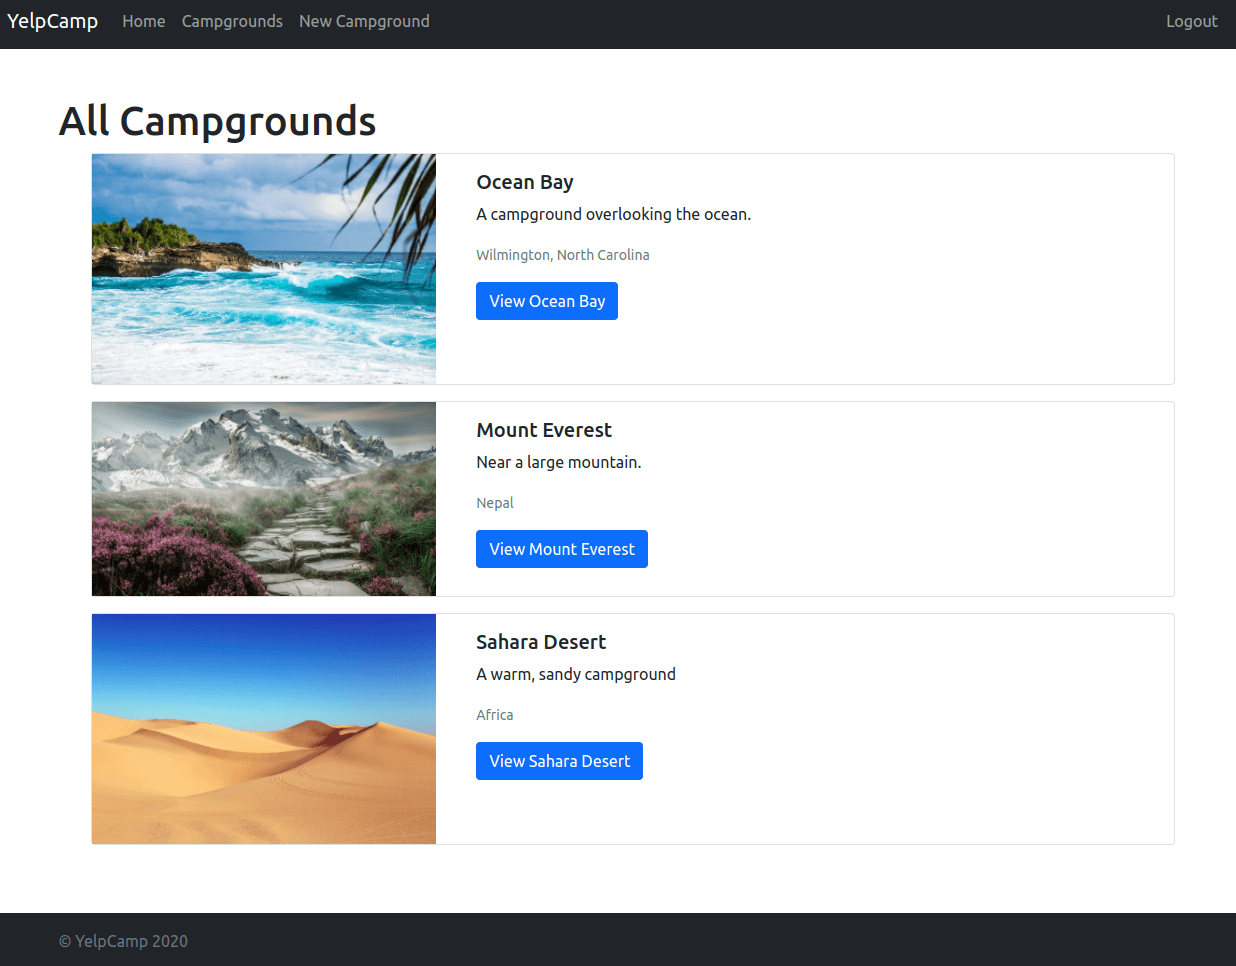 YelpCamp Home Campgrounds New Campground Logout
All Campgrounds
Ocean Bay
A campground overlooking the ocean.
Wilmington, North Carolina
View Ocean Bay
Mount Everest
Near a large mountain.
Nepal
View Mount Everest
Sahara Desert
A warm, sandy campground
Africa
View Sahara Desert
© YelpCamp 2020